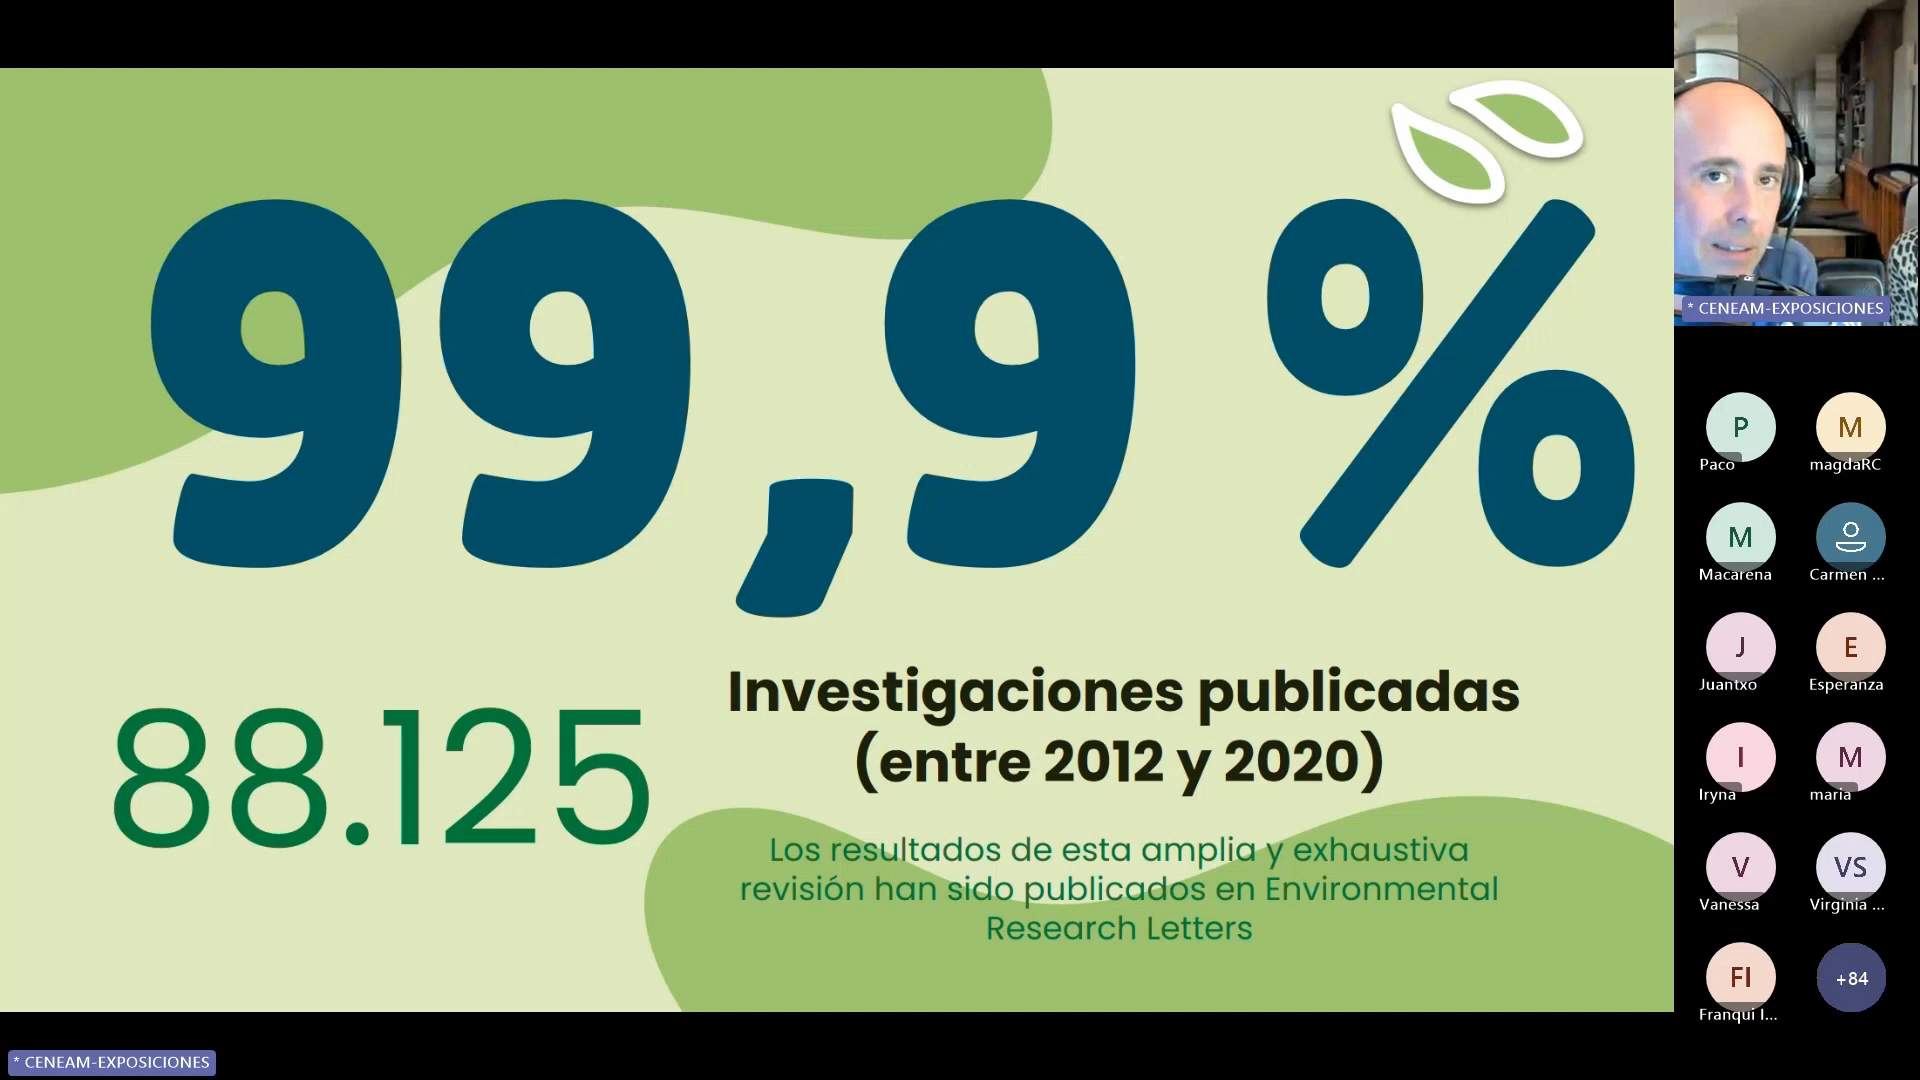 99,9 %
88.125
Investigaciones publicadas
(entre 2012 y 2020)
Los resultados de esta amplia y exhaustiva
revisión han sido publicados en Environmental
Research Letters
* CENEAM-EXPOSICIONES
P
Paco
M
magdaRC
M
Macarena
Carmen ...
J
Juantxo
E
Esperanza
I
Iryna
M
maria
V
Vanessa
VS
Virginia ...
FI
Franqui I...
+84
* CENEAM-EXPOSICIONES